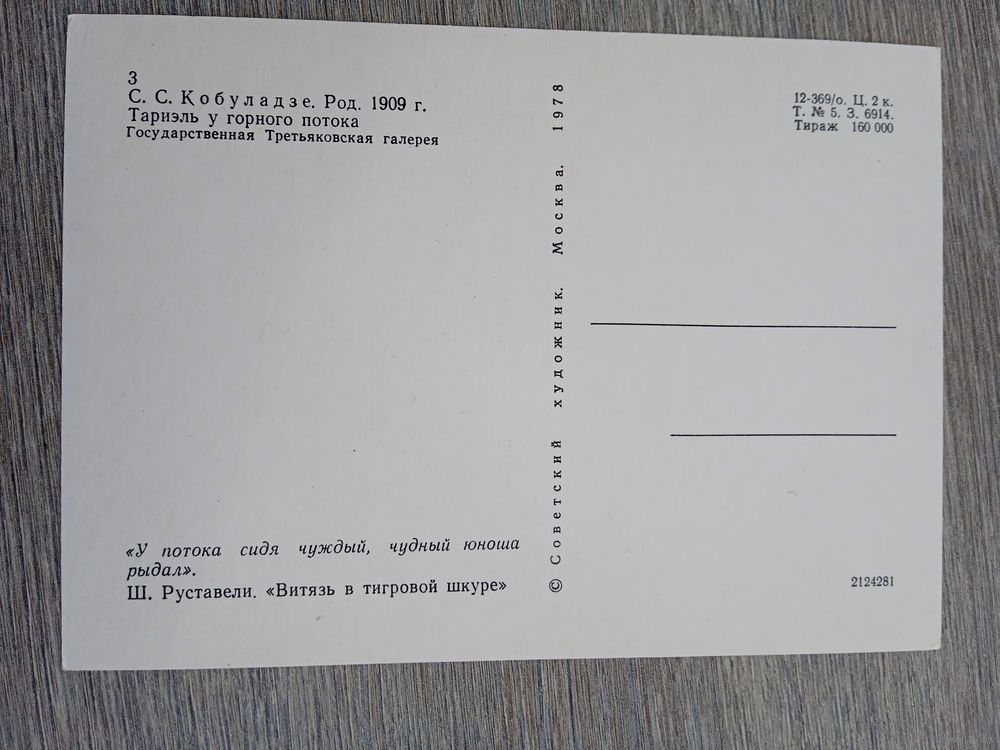 3
С. С. Кобуладзе. Род. 1909 г.
Тариэль у горного потока
Государственная Третьяковская галерея
«У потока сидя чуждый, чудный юноша
рыдал».
Ш. Руставели. «Витязь в тигровой шкуре»
© Советский художник. Москва. 1978
12-369/о. Ц. 2 к.
Т. № 5. З. 6914.
Тираж 160 000
2124281